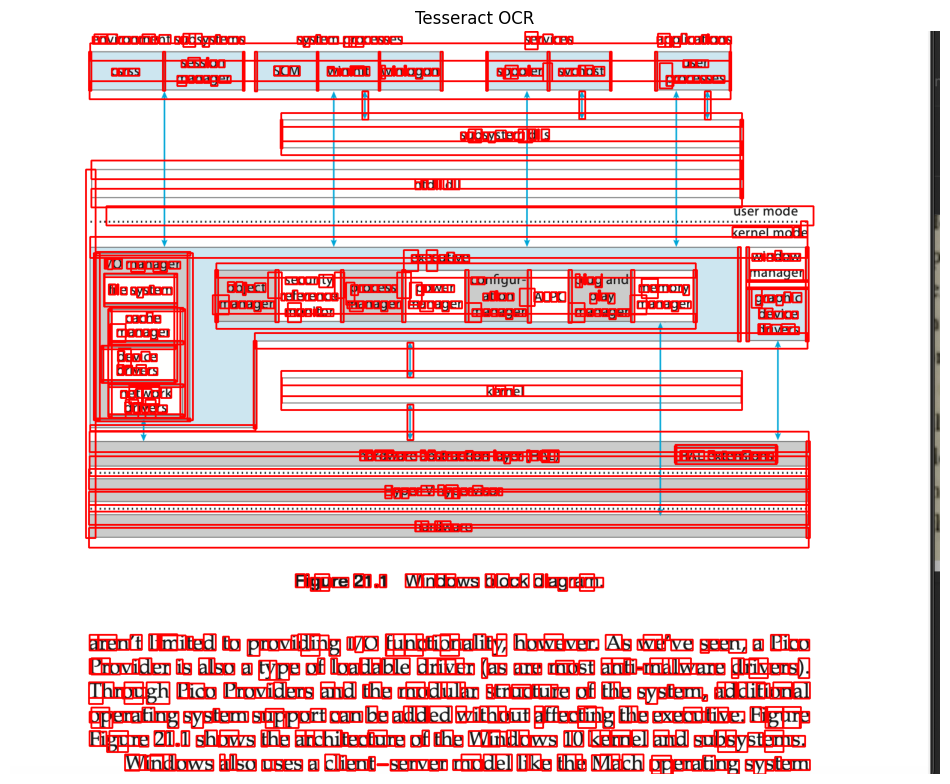 Tesseract OCR
environment subsystems system processes services applications
csrss session manager SCM wininit winlogon spooler svchost user processes
subsystem dlls
ntdll.dll
user mode
kernel mode
executive
I/O manager
file system
cache manager
device drivers
network drivers
object manager
security reference monitor
process manager
power manager
configur-
ation
manager
ALPC
plug and
play
manager
memory manager
window
manager
graphic
device
drivers
kernel
hardware abstraction layer (HAL)
Hyper-V hypervisor
hardware
Figure 21.1 Windows block diagram.
aren't limited to providing I/O functionality, however. As we've seen, a Pico
Provider is also a type of loadable driver (as are most anti-malware drivers).
Through Pico Providers and the modular structure of the system, additional
operating system support can be added without affecting the executive. Figure
Figure 21.1 shows the architecture of the Windows 10 kernel and subsystems.
Windows also uses a client–server model like the Mach operating system